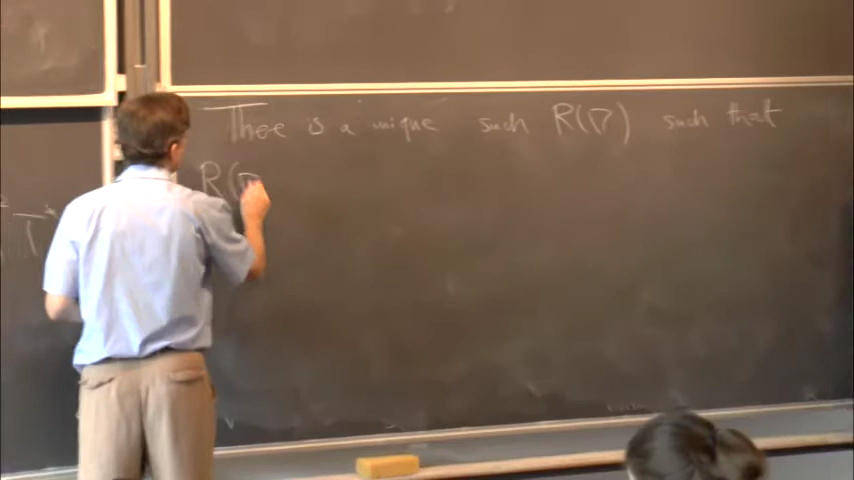 There is a unique such R(Γ) such that
R(Γ